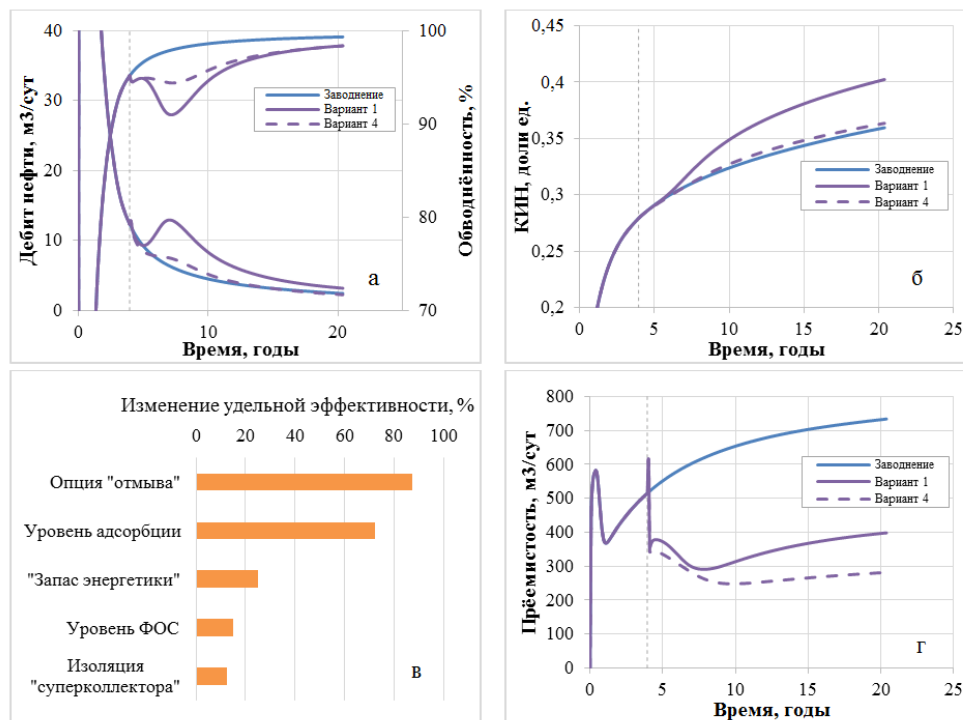 Дебит нефти, м3/сут
40
30
20
10
0
100
90
80
70
Обводнённость, %
Заводнение
Вариант 1
Вариант 4
а
0
10
20
Время, годы
КИН, доли ед.
0,45
0,4
0,35
0,3
0,25
0,2
Заводнение
Вариант 1
Вариант 4
б
0
5
10
15
20
25
Время, годы
Изменение удельной эффективности, %
0
20
40
60
80
100
Опция "отмыва"
Уровень адсорбции
"Запас энергетики"
Уровень ФОС
Изоляция
"суперколлектора"
в
Прёемистость, м3/сут
800
700
600
500
400
300
200
100
0
Заводнение
Вариант 1
Вариант 4
г
0
5
10
15
20
25
Время, годы